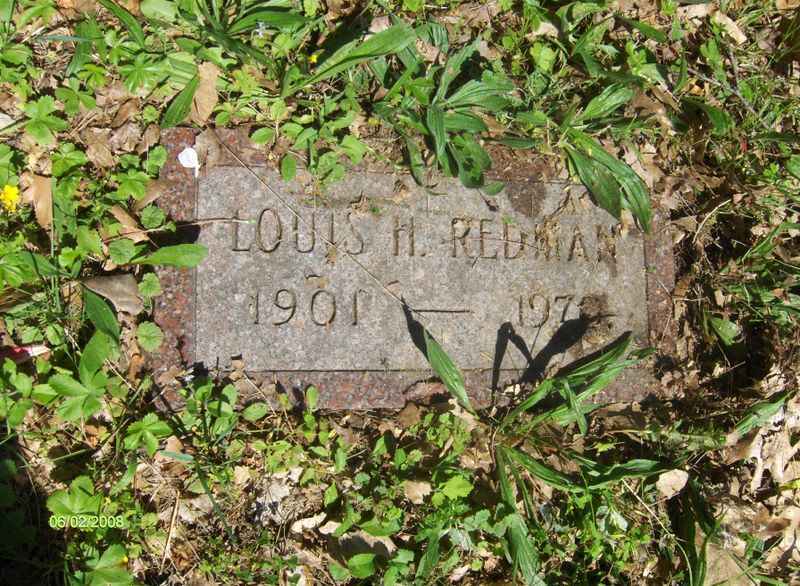 LOUIS H. REDMAN
1901 —
06/02/2008